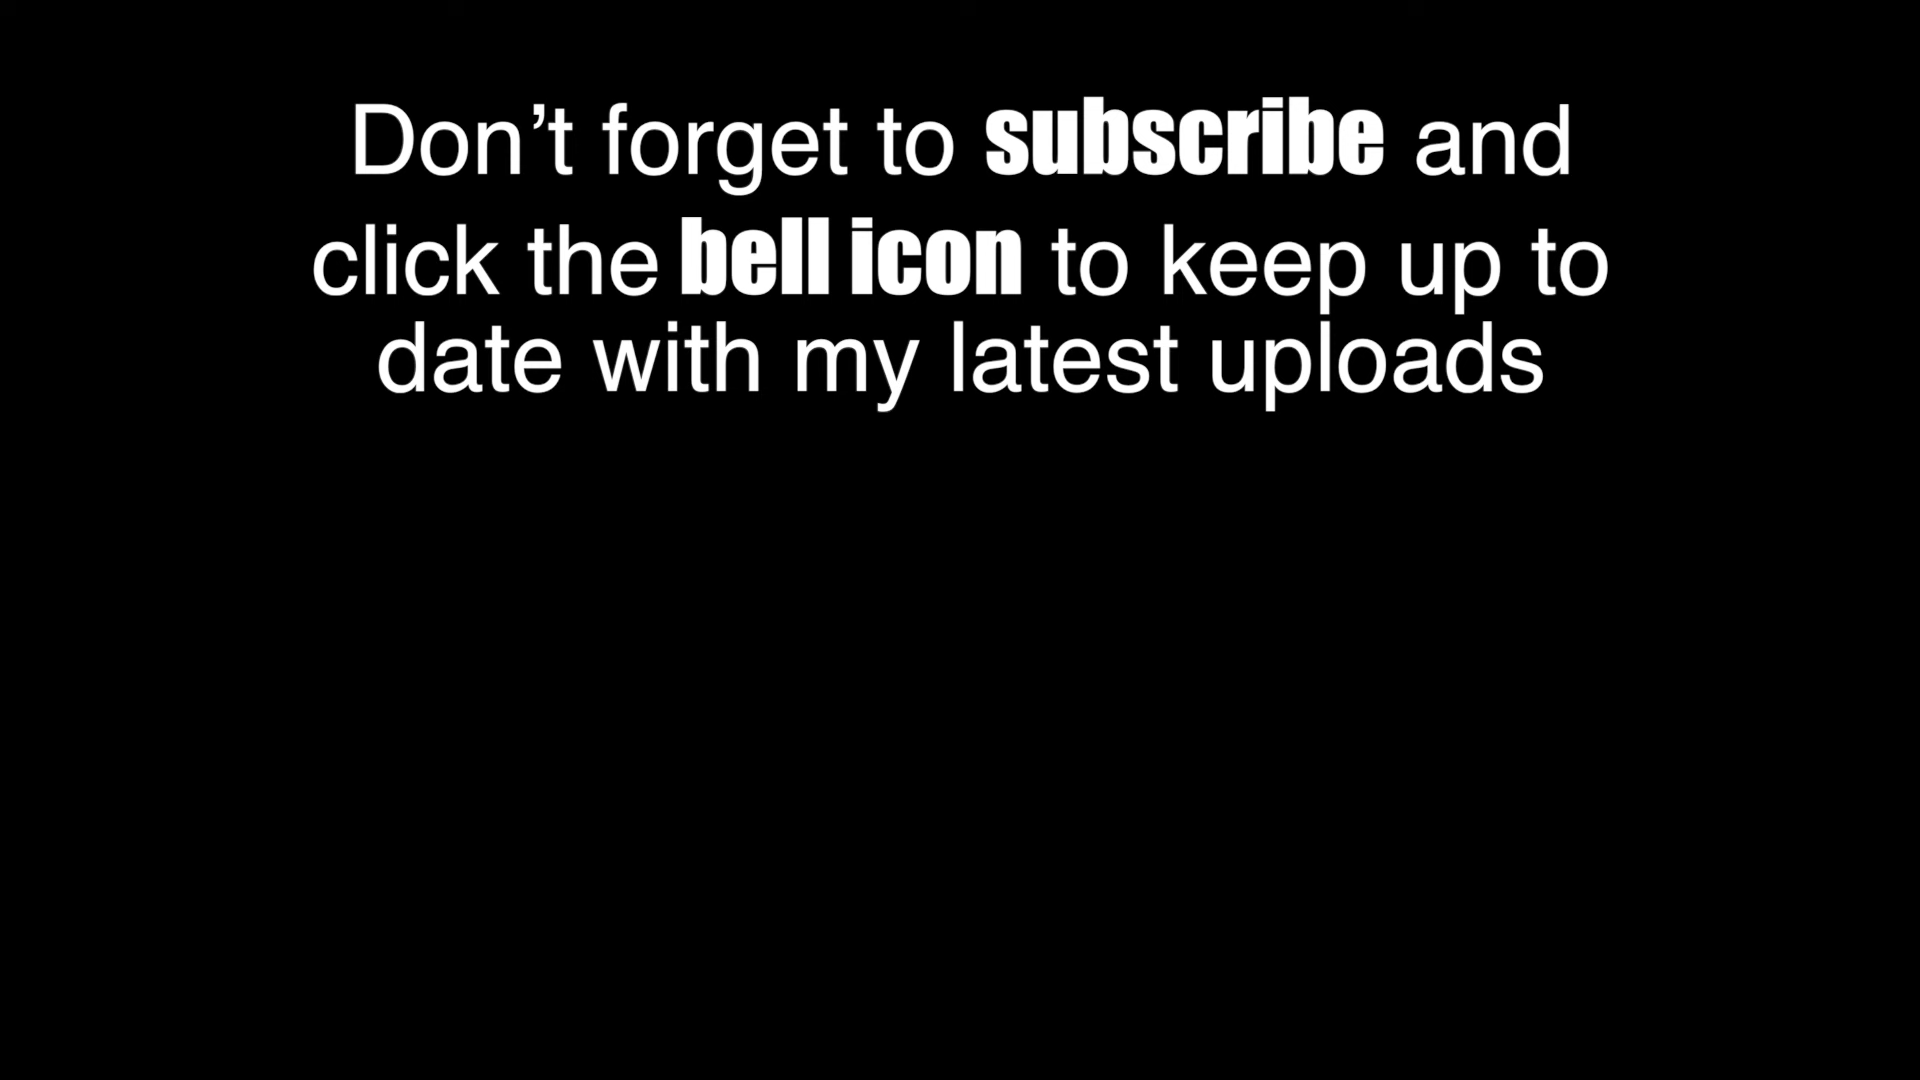 Don’t forget to subscribe and
click the bell icon to keep up to
date with my latest uploads